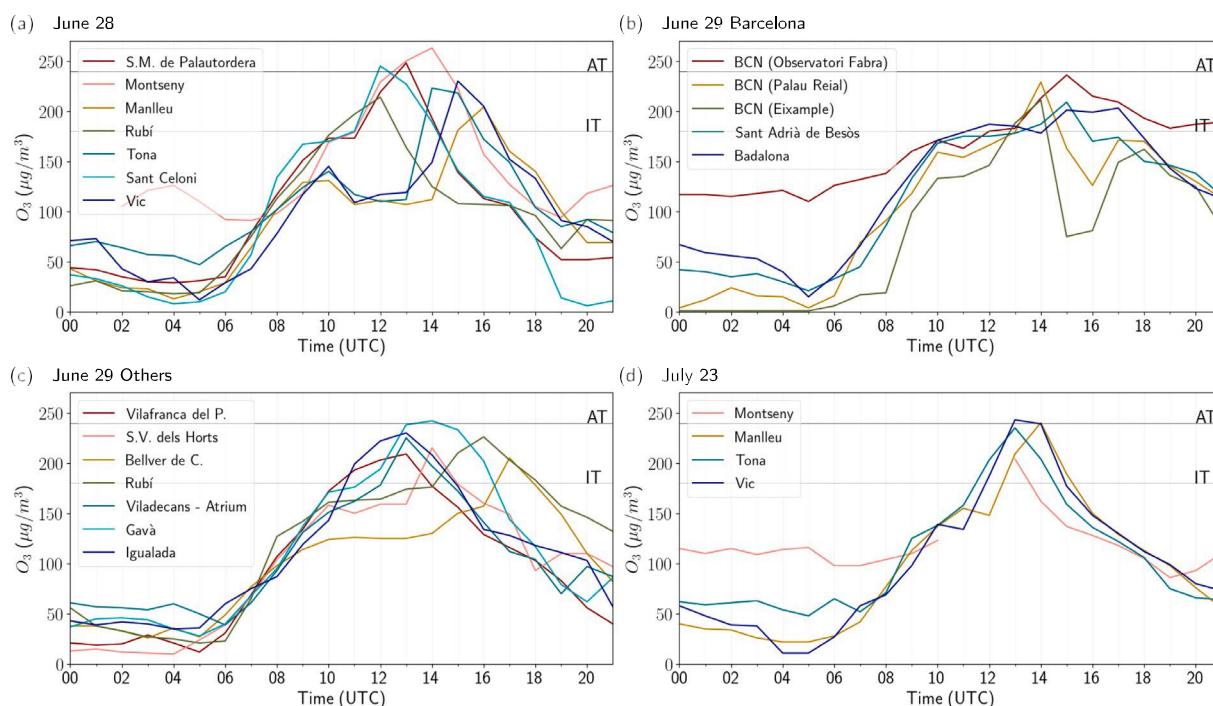 (a) June 28
250
200
150
100
50
0
O3 (μg/m3)
S.M. de Palautordera
Montseny
Manlleu
Rubí
Tona
Sant Celoni
Vic
AT
IT
00 02 04 06 08 10 12 14 16 18 20
Time (UTC)
(b) June 29 Barcelona
250
200
150
100
50
0
O3 (μg/m3)
BCN (Observatori Fabra)
BCN (Palau Reial)
BCN (Eixample)
Sant Adrià de Besòs
Badalona
AT
IT
00 02 04 06 08 10 12 14 16 18 20
Time (UTC)
(c) June 29 Others
250
200
150
100
50
0
O3 (μg/m3)
Vilafranca del P.
S.V. dels Horts
Bellver de C.
Rubí
Viladecans - Atrium
Gavà
Igualada
AT
IT
00 02 04 06 08 10 12 14 16 18 20
Time (UTC)
(d) July 23
250
200
150
100
50
0
O3 (μg/m3)
Montseny
Manlleu
Tona
Vic
AT
IT
00 02 04 06 08 10 12 14 16 18 20
Time (UTC)